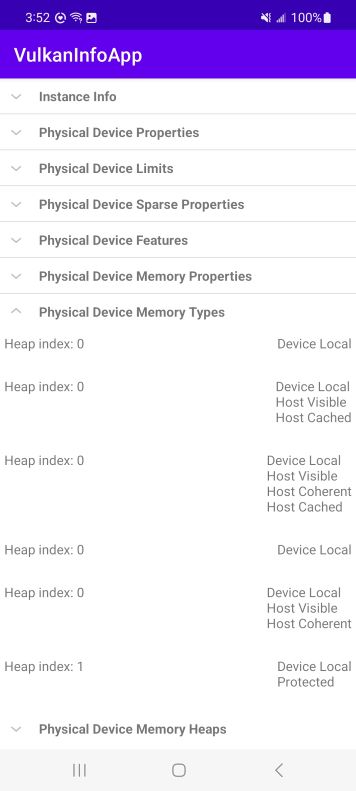 3:52 100%
VulkanInfoApp
Instance Info
Physical Device Properties
Physical Device Limits
Physical Device Sparse Properties
Physical Device Features
Physical Device Memory Properties
Physical Device Memory Types
Heap index: 0 Device Local
Heap index: 0 Device Local
Host Visible
Host Cached
Heap index: 0 Device Local
Host Visible
Host Coherent
Host Cached
Heap index: 0 Device Local
Heap index: 0 Device Local
Host Visible
Host Coherent
Heap index: 1 Device Local
Protected
Physical Device Memory Heaps